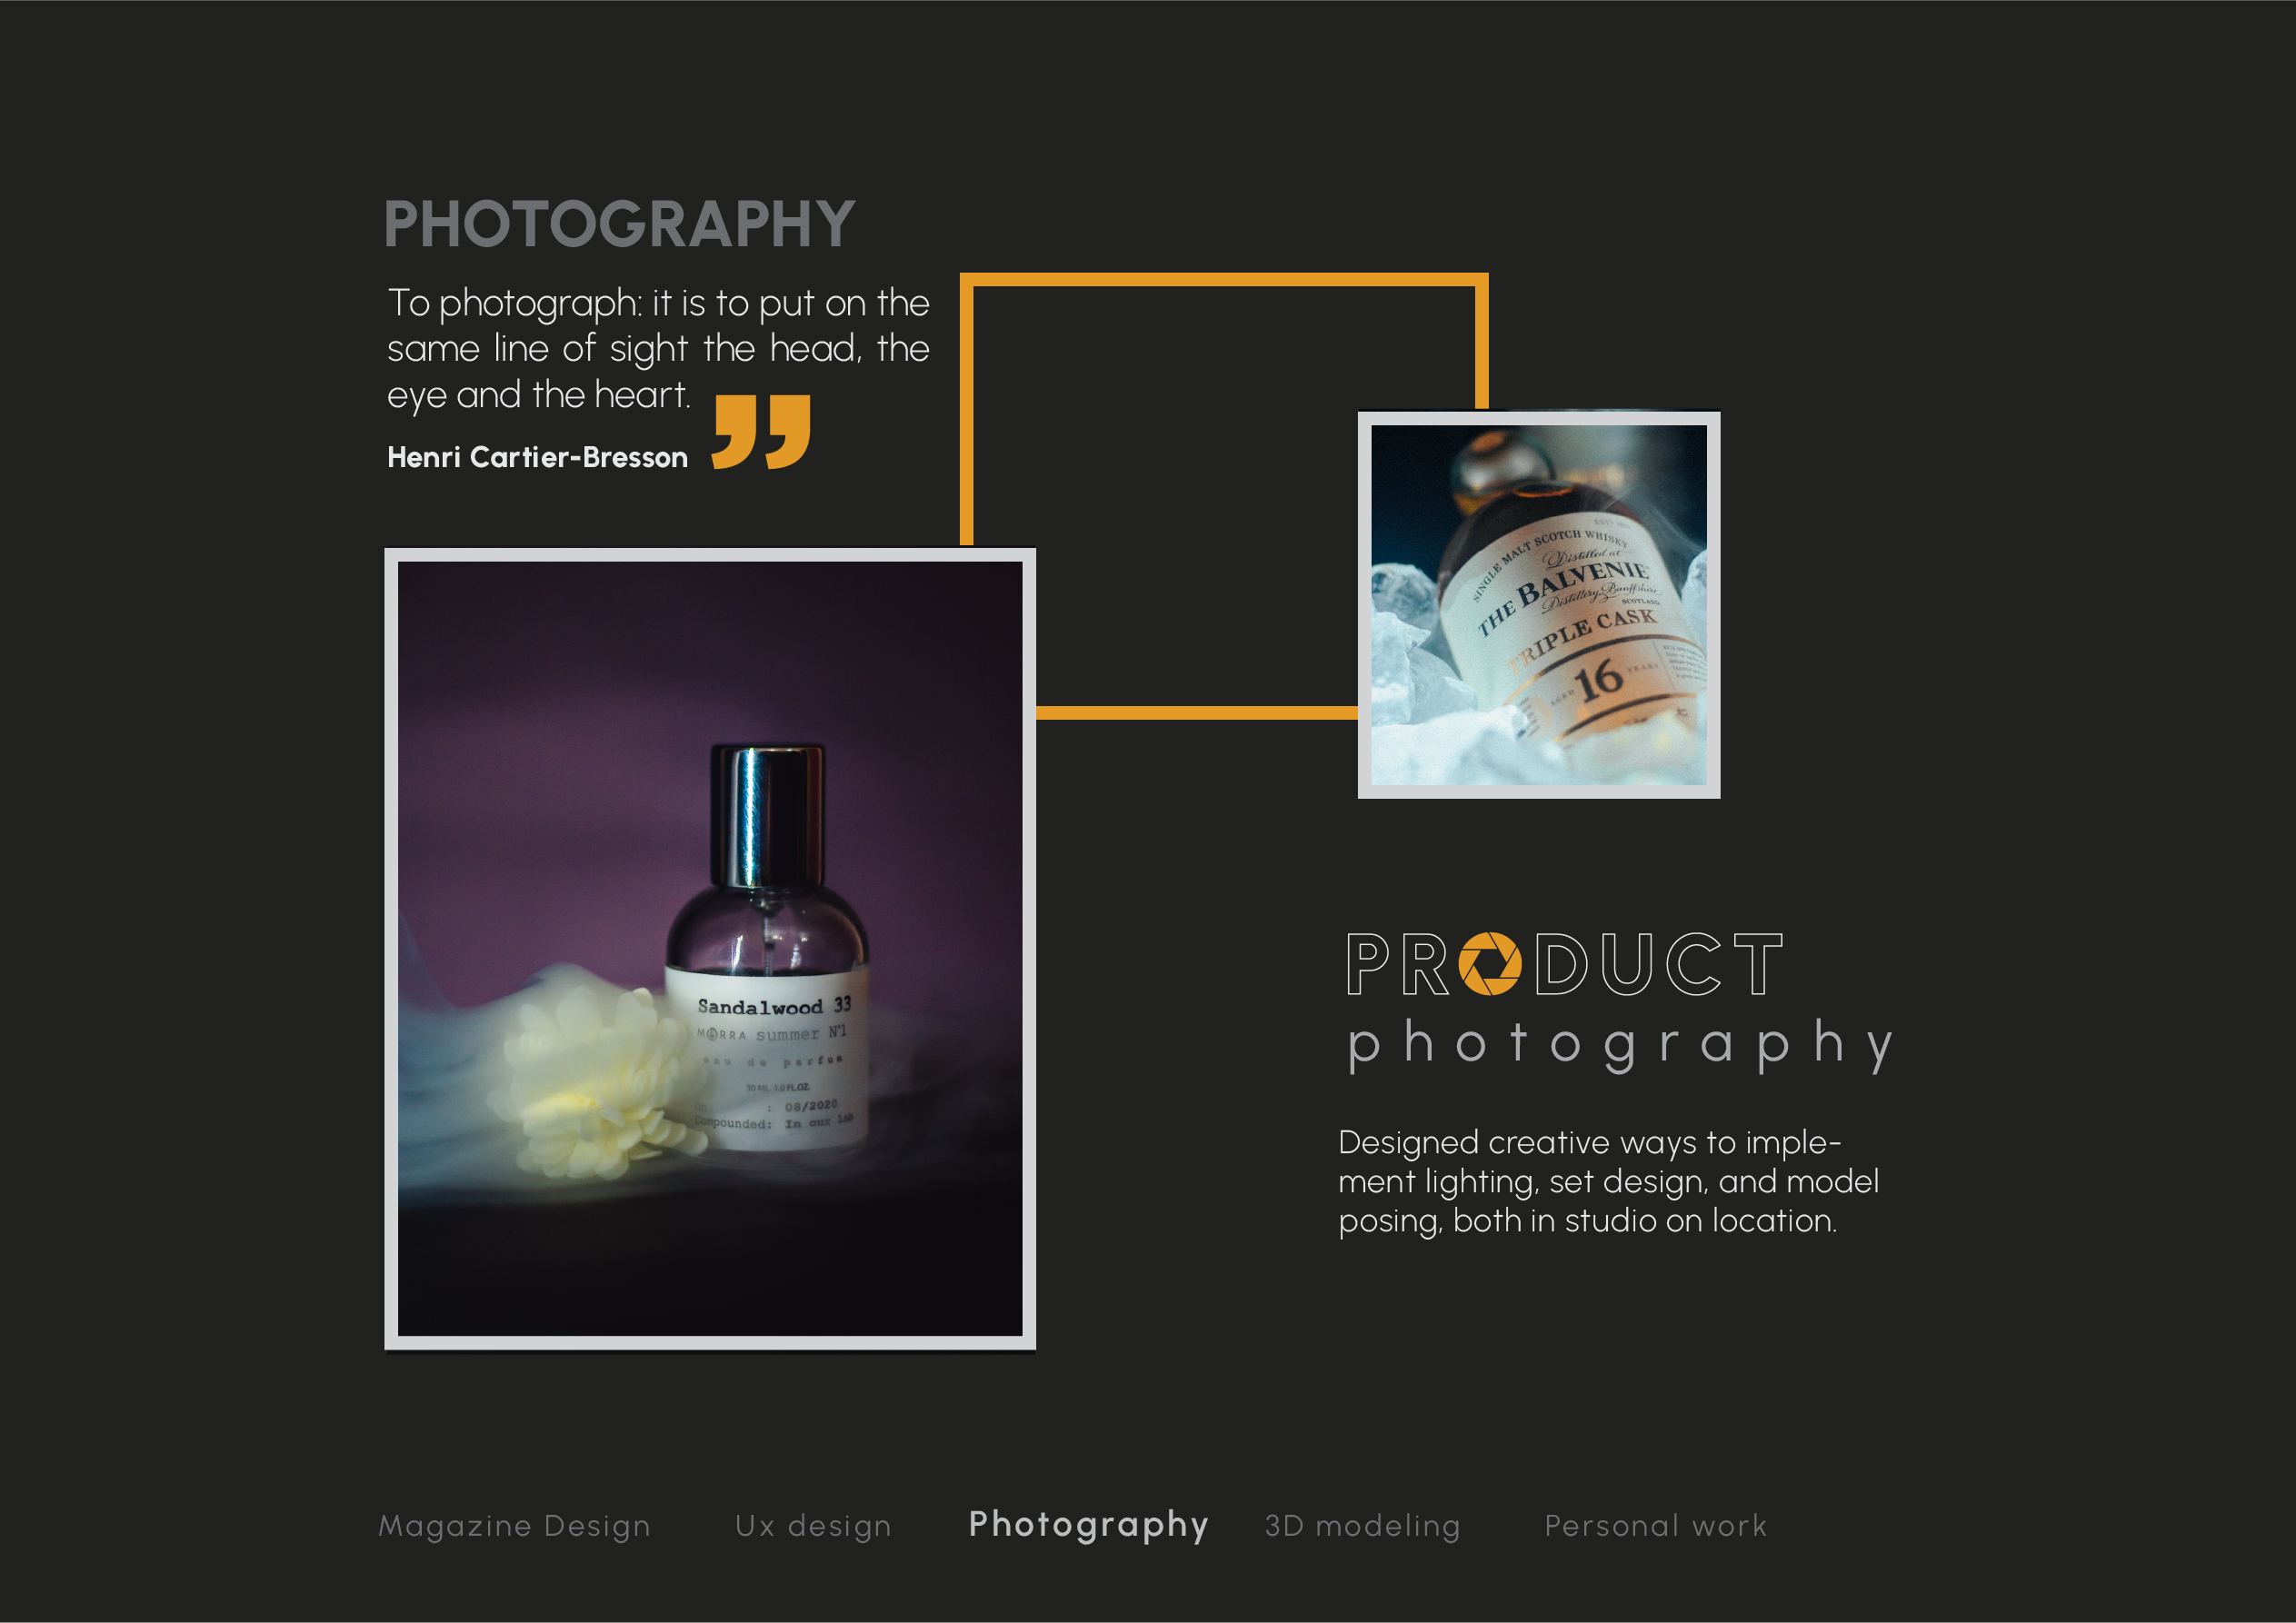 PHOTOGRAPHY
To photograph: it is to put on the
same line of sight the head, the
eye and the heart.
Henri Cartier-Bresson
SINGLE MALT SCOTCH WHISKY
Distilled at
THE BALVENIE
Distillery Banffshire
SCOTLAND
TRIPLE CASK
AGED 16 YEARS
Sandalwood 33
MORRA summer N°1
eau de parfum
30 ML 1.0 FL.OZ.
On : 08/2020
Compounded: In our lab
PRODUCT
photography
Designed creative ways to imple-
ment lighting, set design, and model
posing, both in studio on location.
Magazine Design Ux design Photography 3D modeling Personal work